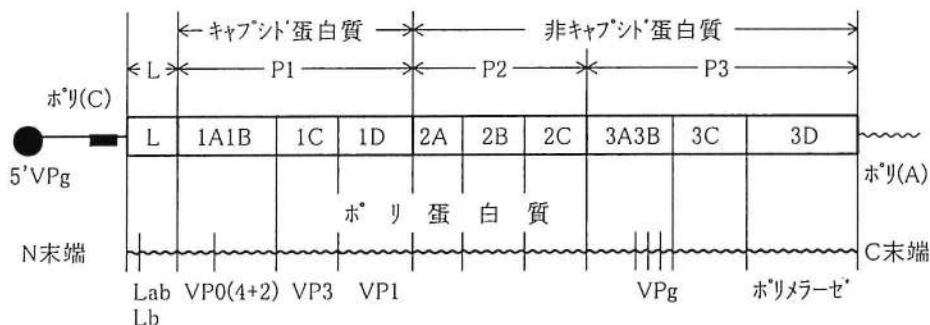 キャプシド蛋白質 非キャプシド蛋白質
L P1 P2 P3
ポリ(C)
L 1A1B 1C 1D 2A 2B 2C 3A3B 3C 3D
5'VPg ポリ(A)
ポリ蛋白質
N末端 C末端
Lab VP0(4+2) VP3 VP1 VPg ポリメラーゼ
Lb